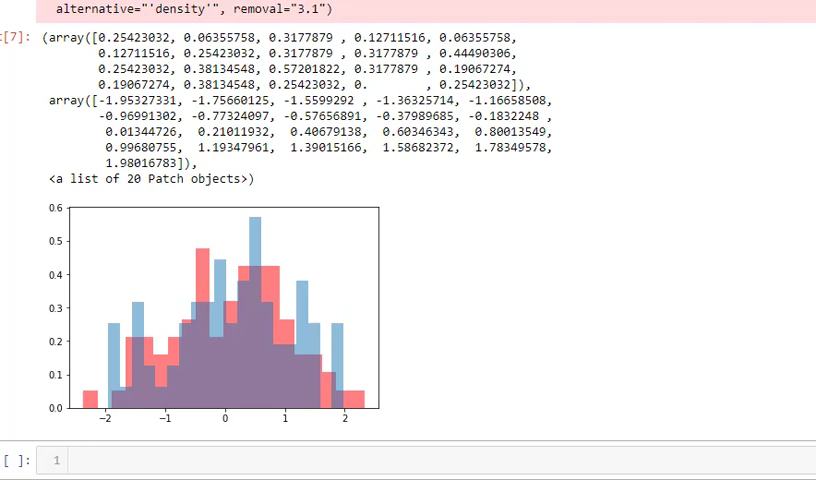 alternative="'density'", removal="3.1")
t[7]: (array([0.25423032, 0.06355758, 0.3177879 , 0.12711516, 0.06355758,
0.12711516, 0.25423032, 0.3177879 , 0.3177879 , 0.44490306,
0.25423032, 0.38134548, 0.57201822, 0.3177879 , 0.19067274,
0.19067274, 0.38134548, 0.25423032, 0. , 0.25423032]),
array([-1.95327331, -1.75660125, -1.5599292 , -1.36325714, -1.16658508,
-0.96991302, -0.77324097, -0.57656891, -0.37989685, -0.1832248 ,
0.01344726, 0.21011932, 0.40679138, 0.60346343, 0.80013549,
0.99680755, 1.19347961, 1.39015166, 1.58682372, 1.78349578,
1.98016783]),
<a list of 20 Patch objects>)
0.6
0.5
0.4
0.3
0.2
0.1
0.0
−2 −1 0 1 2
[ ]: 1